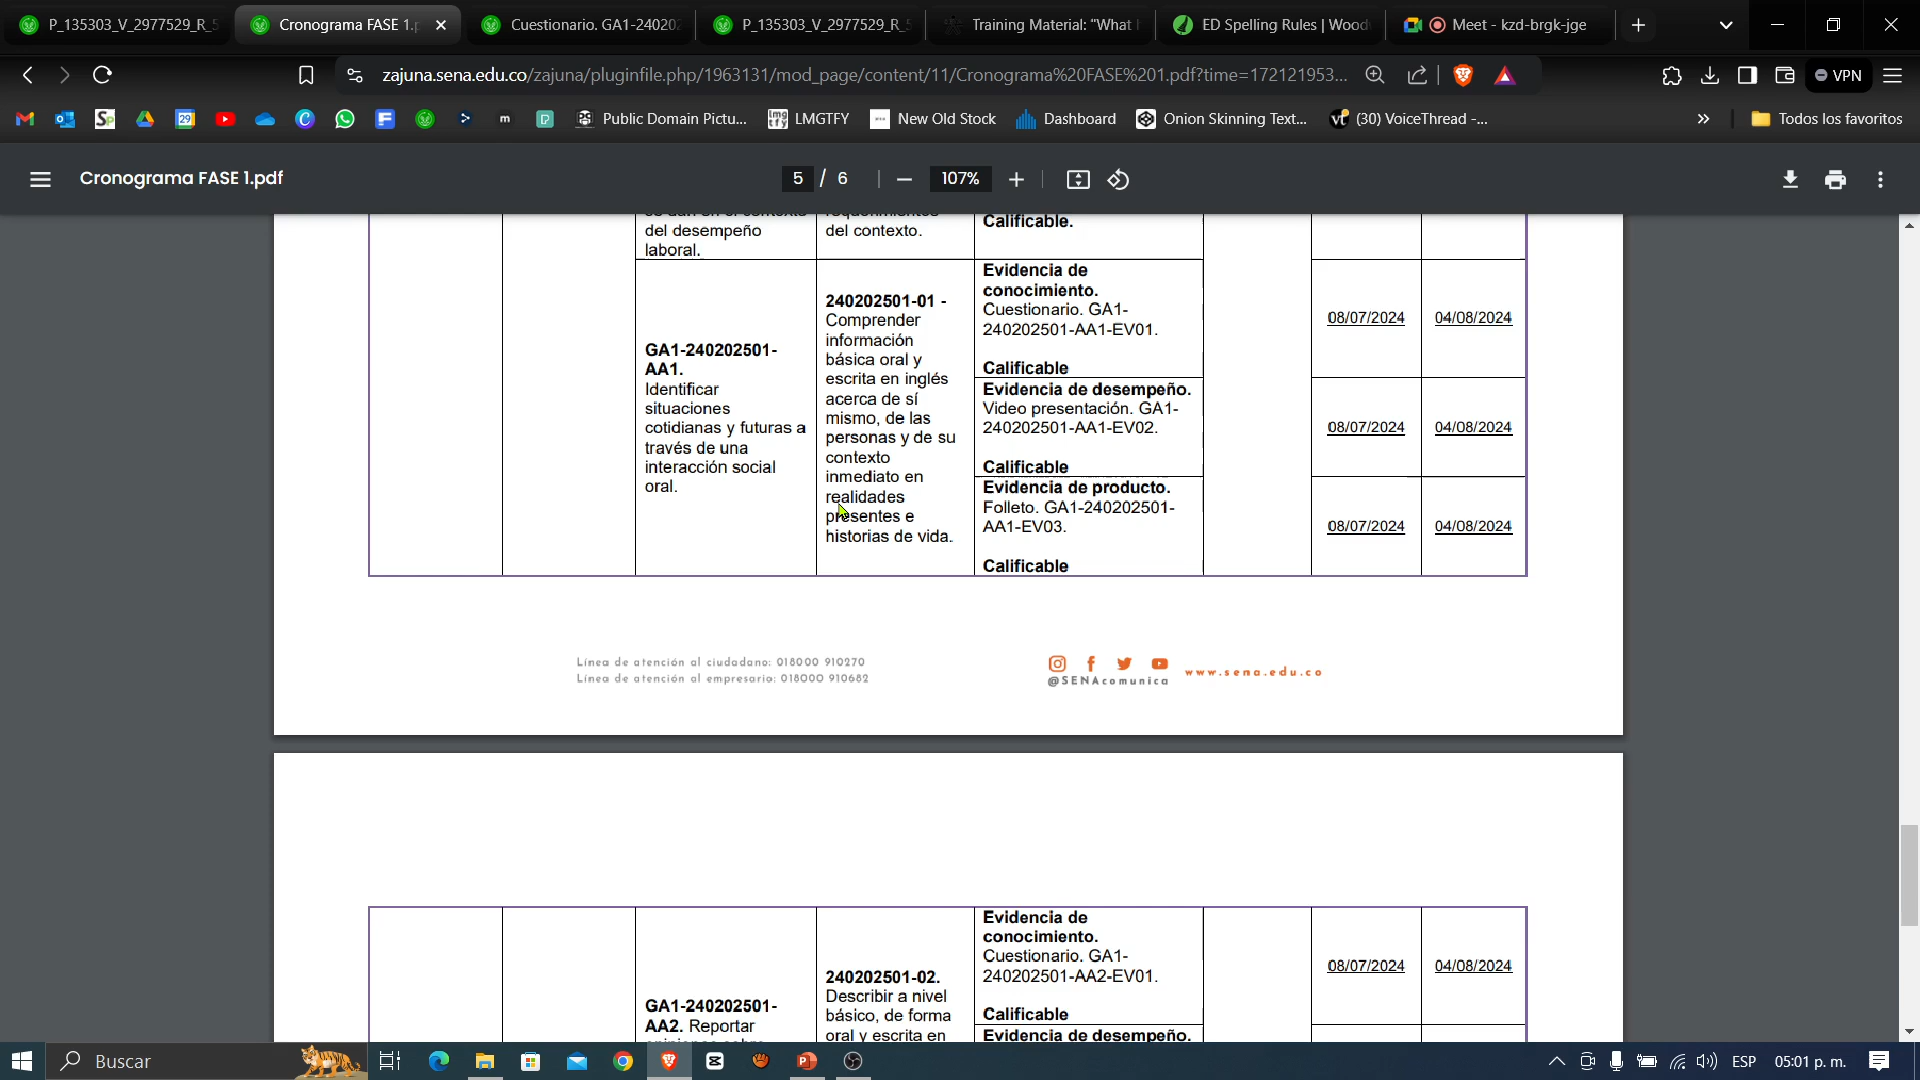 P_135303_V_2977529_R_5
Cronograma FASE 1.p
Cuestionario. GA1-24020
P_135303_V_2977529_R_5
Training Material: "What
ED Spelling Rules | Wood
Meet - kzd-brgk-jge
zajuna.sena.edu.co/zajuna/pluginfile.php/1963131/mod_page/content/11/Cronograma%20FASE%201.pdf?time=172121953...
VPN
Public Domain Pictu...
LMGTFY
New Old Stock
Dashboard
Onion Skinning Text...
(30) VoiceThread -...
Todos los favoritos
Cronograma FASE 1.pdf
5 / 6
107%
es dan en el contexto
del desempeño
laboral.
requerimientos
del contexto.
Calificable.
GA1-240202501-
AA1.
Identificar
situaciones
cotidianas y futuras a
través de una
interacción social
oral.
240202501-01 -
Comprender
información
básica oral y
escrita en inglés
acerca de sí
mismo, de las
personas y de su
contexto
inmediato en
realidades
presentes e
historias de vida.
Evidencia de
conocimiento.
Cuestionario. GA1-
240202501-AA1-EV01.
Calificable
08/07/2024
04/08/2024
Evidencia de desempeño.
Video presentación. GA1-
240202501-AA1-EV02.
Calificable
08/07/2024
04/08/2024
Evidencia de producto.
Folleto. GA1-240202501-
AA1-EV03.
Calificable
08/07/2024
04/08/2024
Línea de atención al ciudadano: 018000 910270
Línea de atención al empresario: 018000 910682
@SENAcomunica
www.sena.edu.co
GA1-240202501-
AA2. Reportar
240202501-02.
Describir a nivel
básico, de forma
oral y escrita en
Evidencia de
conocimiento.
Cuestionario. GA1-
240202501-AA2-EV01.
Calificable
Evidencia de desempeño.
08/07/2024
04/08/2024
Buscar
ESP
05:01 p. m.